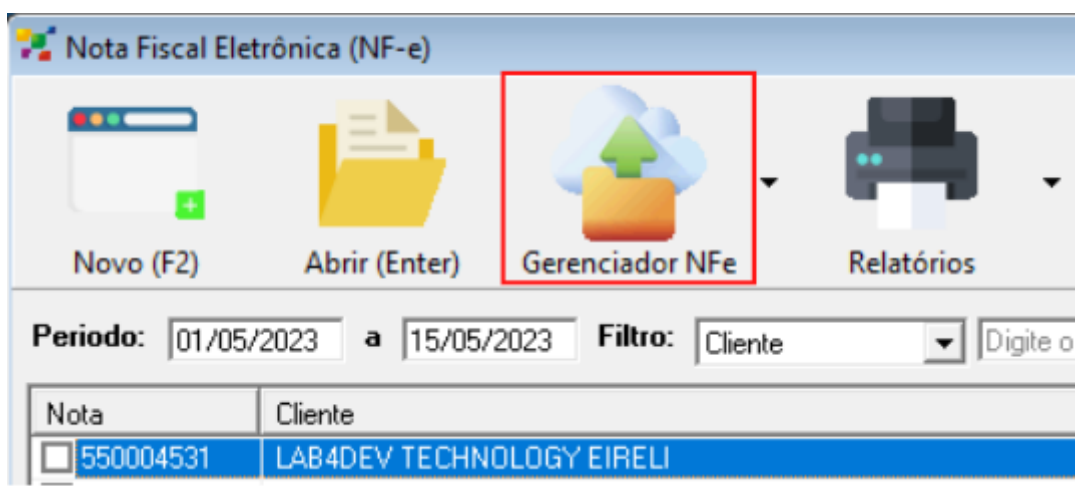 Nota Fiscal Eletrônica (NF-e)
Novo (F2) Abrir (Enter) Gerenciador NFe Relatórios
Periodo: 01/05/2023 a 15/05/2023 Filtro: Cliente Digite o
Nota Cliente
550004531 LAB4DEV TECHNOLOGY EIRELI